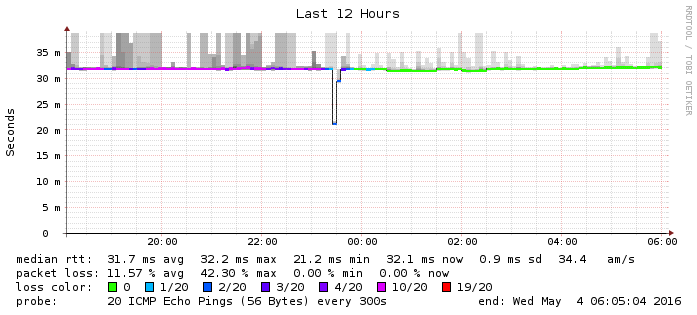 Last 12 Hours
RRDTOOL / TOBI OETIKER
Seconds
35 m
30 m
25 m
20 m
15 m
10 m
5 m
0
20:00 22:00 00:00 02:00 04:00 06:00
median rtt: 31.7 ms avg 32.2 ms max 21.2 ms min 32.1 ms now 0.9 ms sd 34.4 am/s
packet loss: 11.57 % avg 42.30 % max 0.00 % min 0.00 % now
loss color: 0 1/20 2/20 3/20 4/20 10/20 19/20
probe: 20 ICMP Echo Pings (56 Bytes) every 300s end: Wed May 4 06:05:04 2016